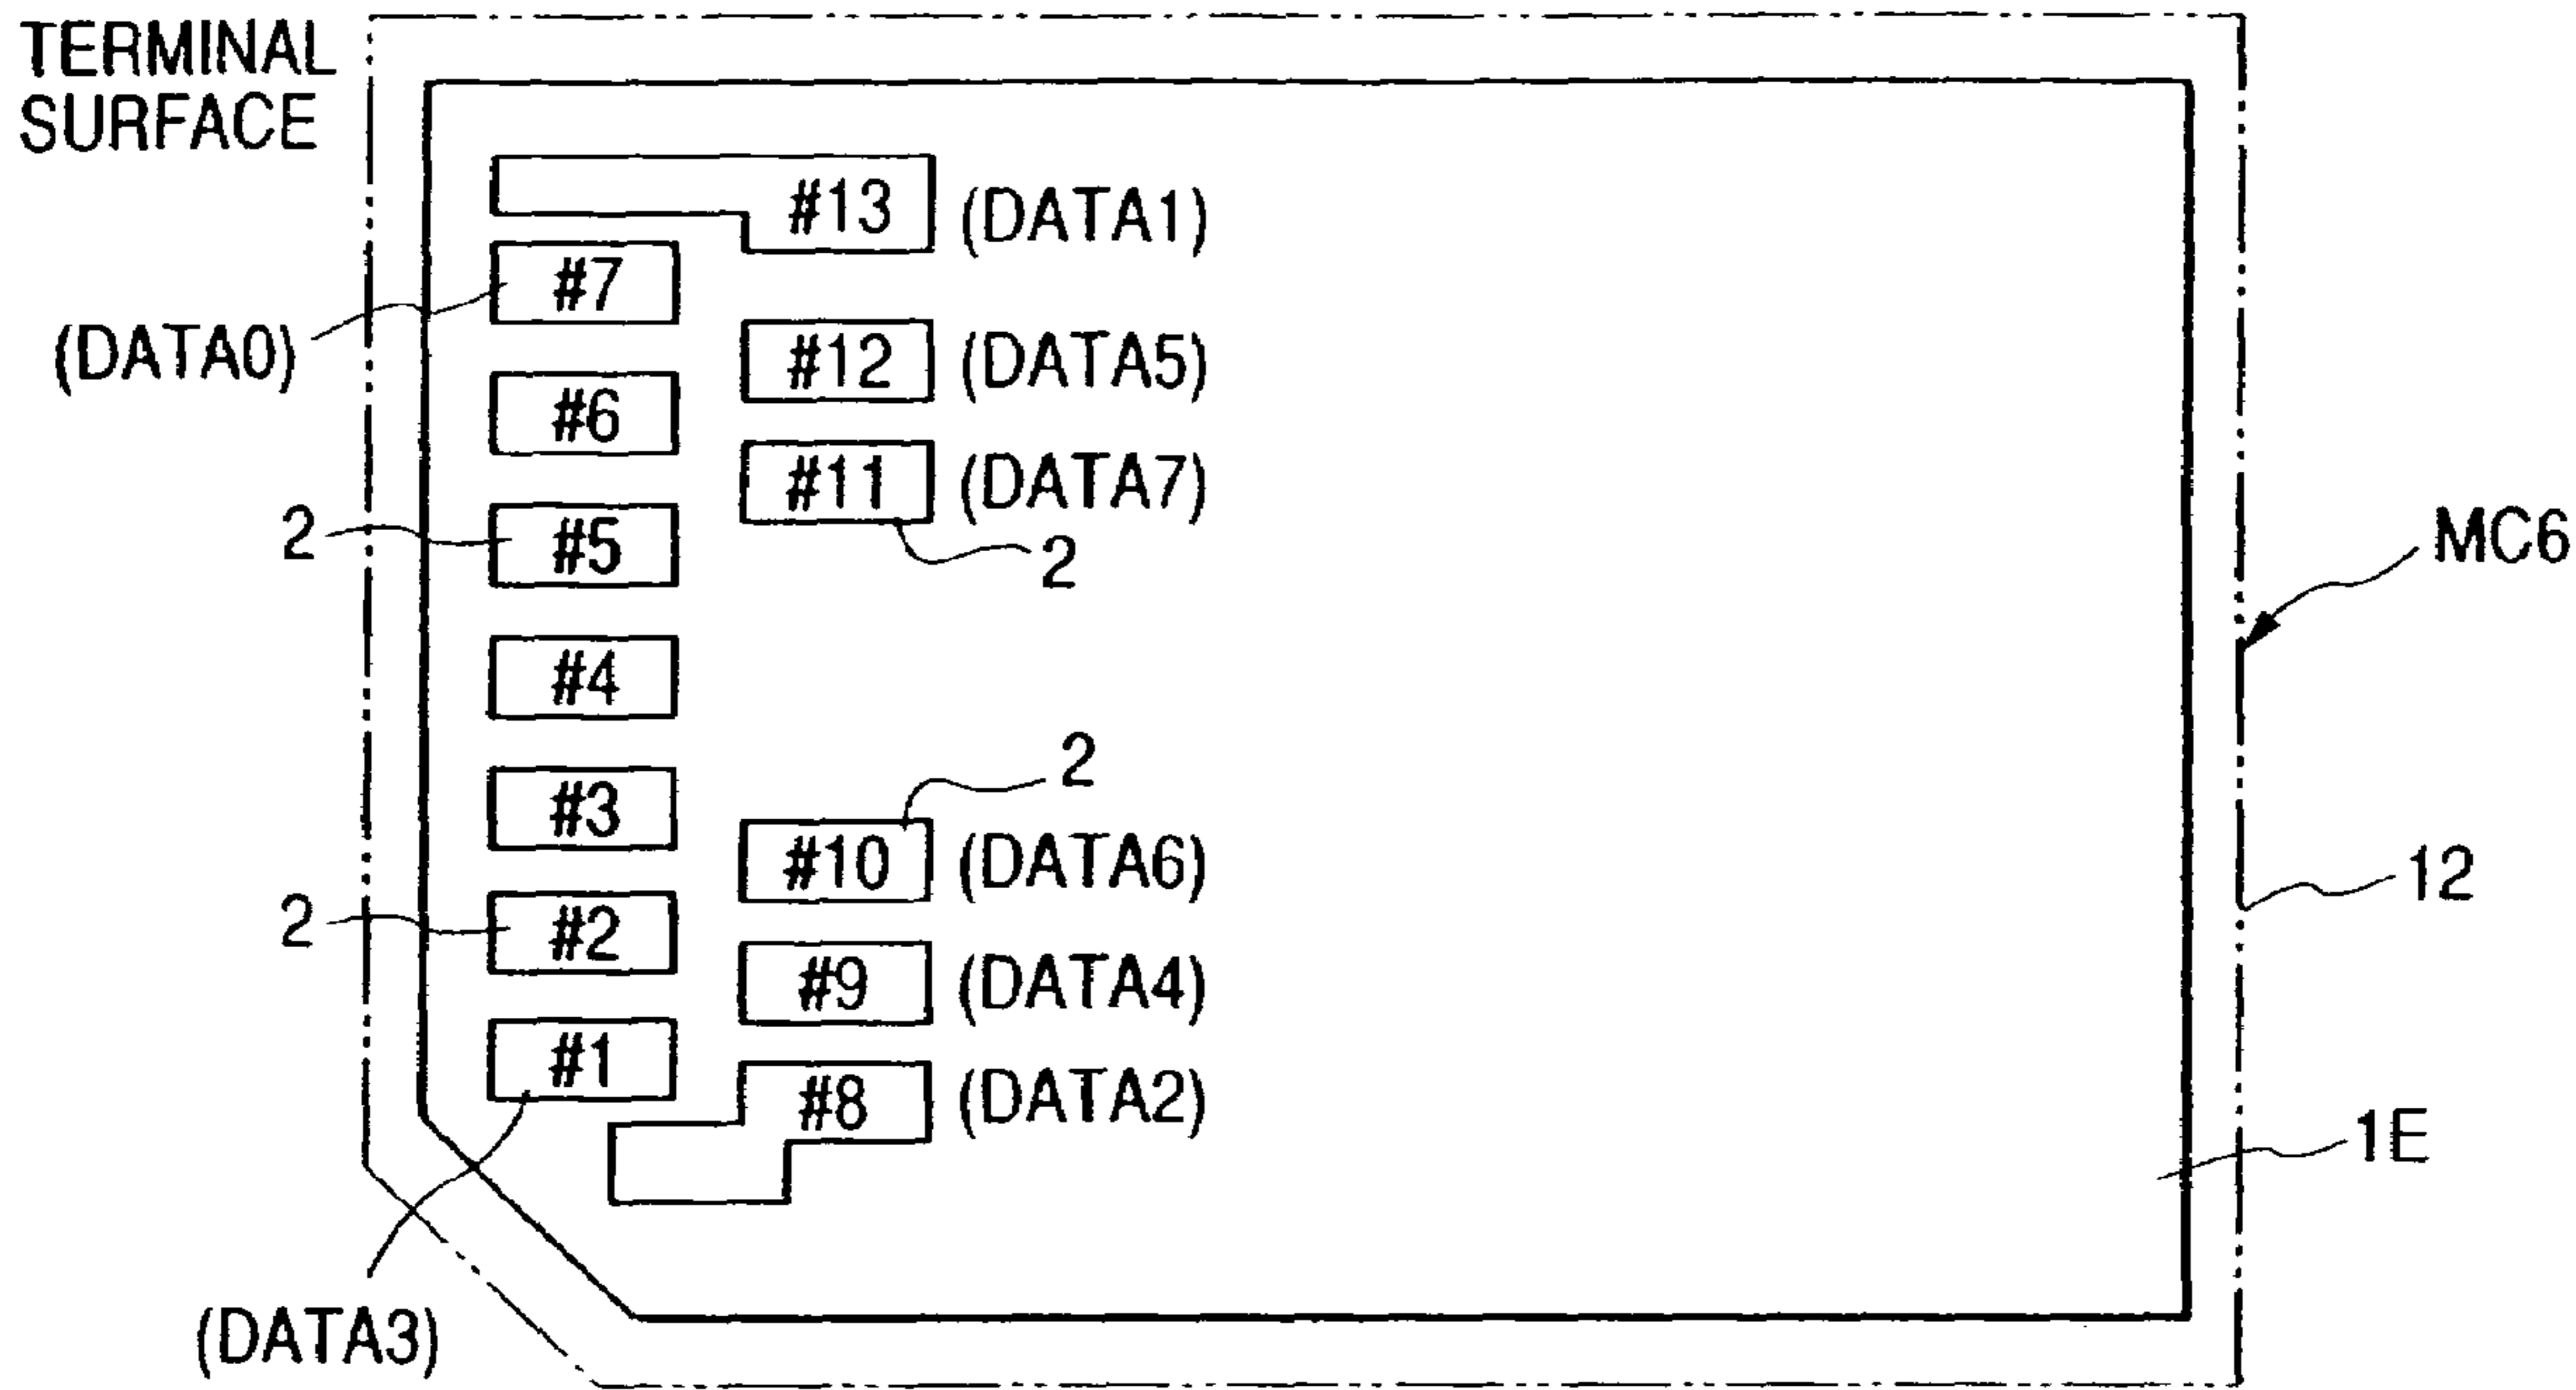 TERMINAL
SURFACE
#13 (DATA1)
#7
(DATA0)
#12 (DATA5)
#6
#11 (DATA7)
2
#5
2
MC6
#4
2
#3
#10 (DATA6)
12
2
#2
#9 (DATA4)
#1
#8 (DATA2)
1E
(DATA3)